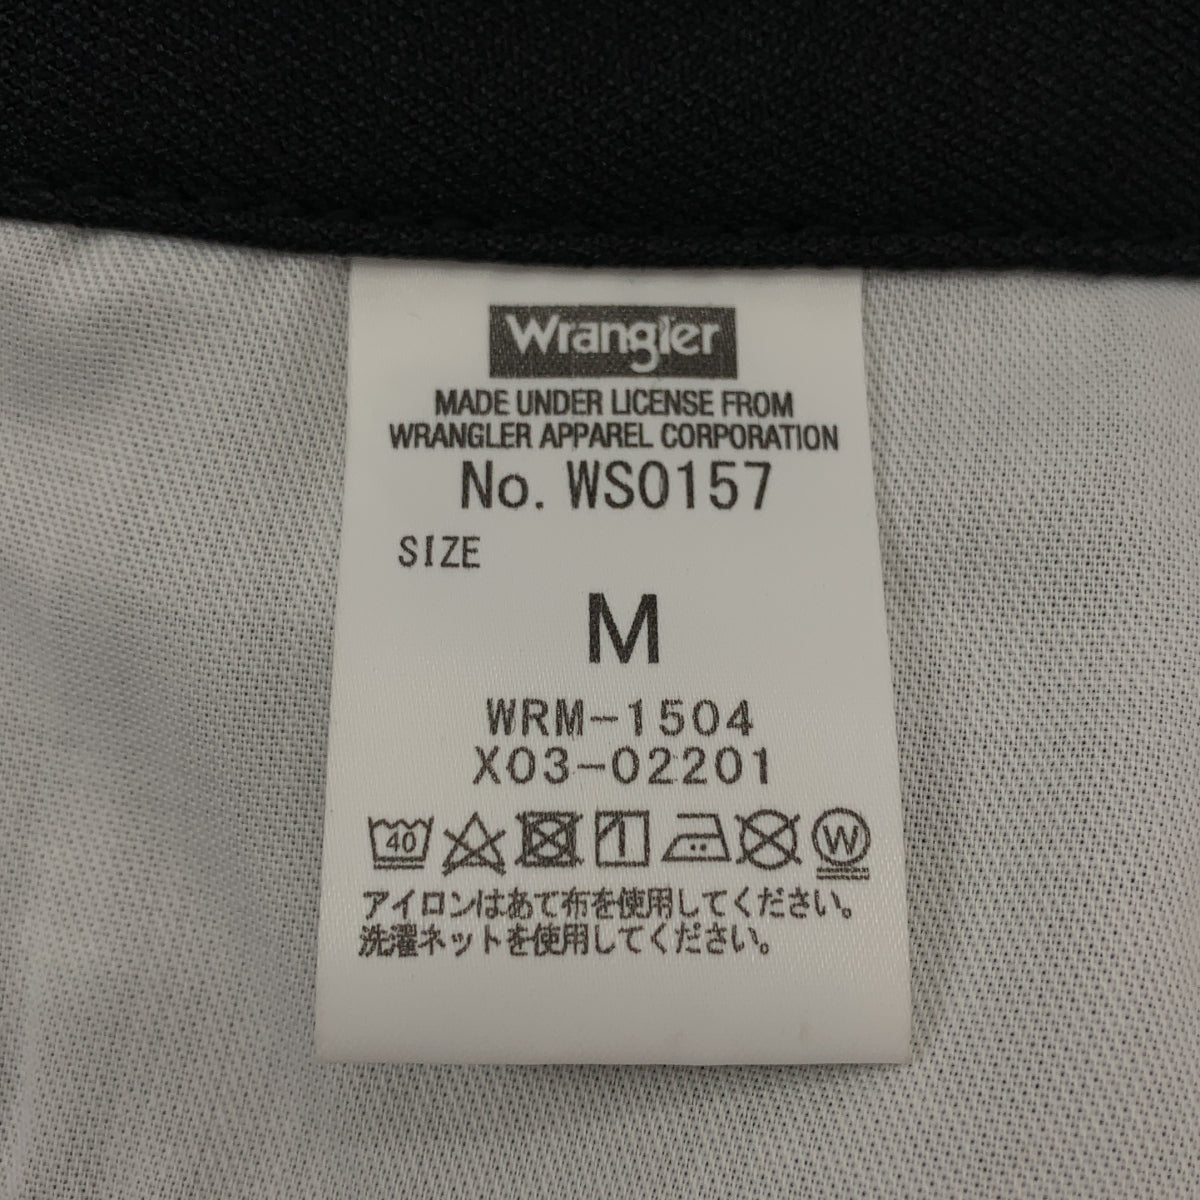 Wrangler
MADE UNDER LICENSE FROM
WRANGLER APPAREL CORPORATION
No. WS0157
SIZE
M
WRM-1504
X03-02201
40 W
アイロンはあて布を使用してください。
洗濯ネットを使用してください。